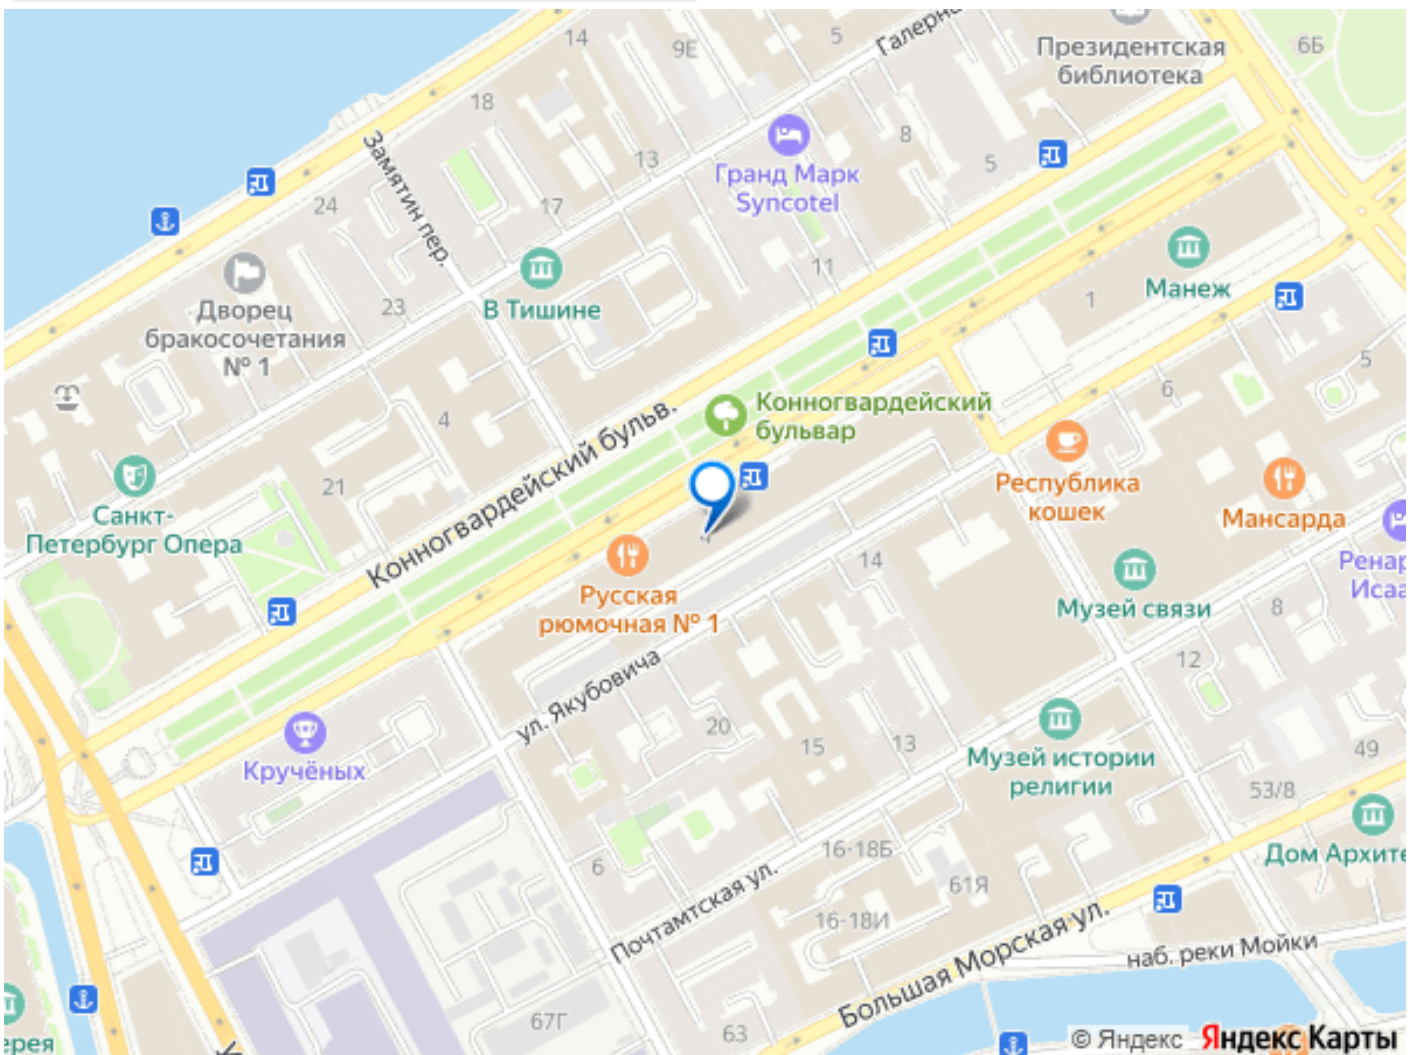 14
9Е
5
Галерна
Президентская
библиотека
6Б
18
Замятин пер.
13
8
5
Гранд Марк
Syncotel
24
17
11
Манеж
1
В Тишине
23
Дворец
бракосочетания
№ 1
5
6
4
Конногвардейский бульв.
Конногвардейский
бульвар
21
Республика
кошек
Мансарда
Санкт-
Петербург Опера
14
Ренар
Исаа
Русская
рюмочная № 1
Музей связи
8
12
ул. Якубовича
20
15
13
49
Кручёных
Музей истории
религии
53/8
6
16-18Б
Дом Архите
61Я
Почтамтская ул.
16-18И
Большая Морская ул.
наб. реки Мойки
67Г
63
ерея
© Яндекс Яндекс Карты